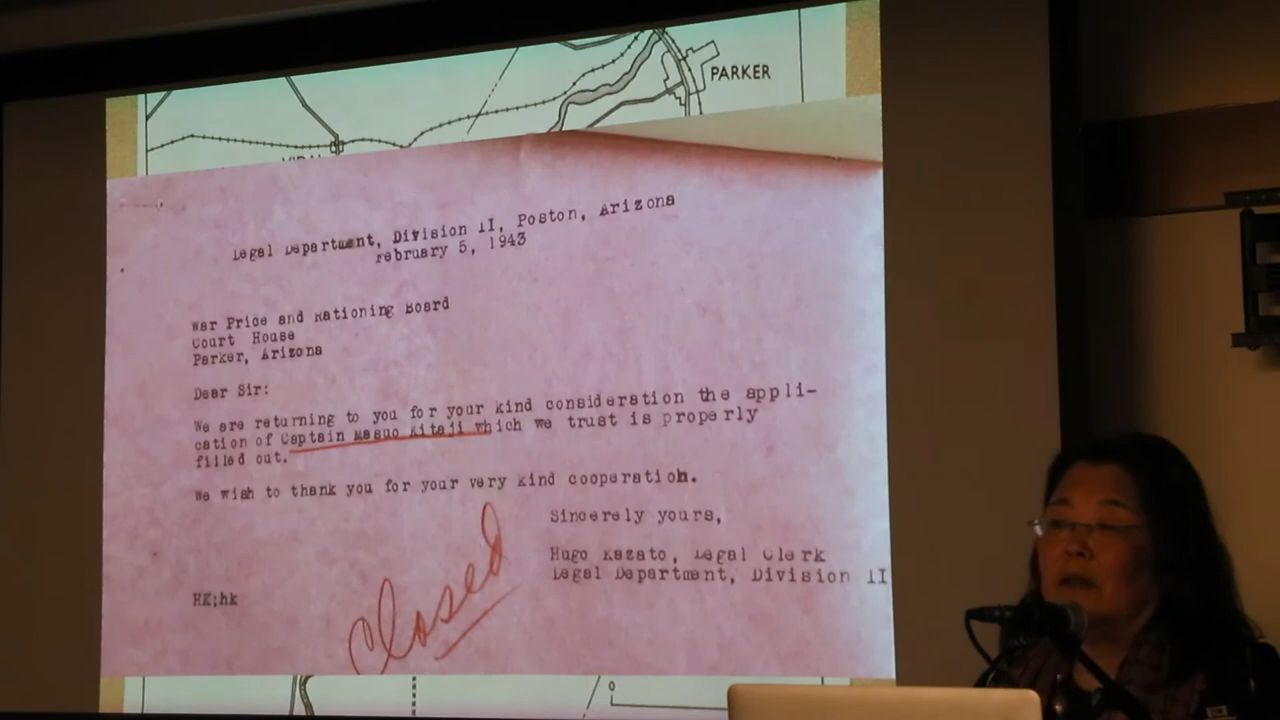 PARKER
Legal Department, Division II, Poston, Arizona
February 5, 1943
War Price and Rationing Board
Court House
Parker, Arizona
Dear Sir:
We are returning to you for your kind consideration the appli-
cation of Captain Masuo Kitaji which we trust is properly
filled out.
We wish to thank you for your very kind cooperation.
Sincerely yours,
Hugo Kazato, Legal Clerk
Legal Department, Division II
HK;hk
Closed
0